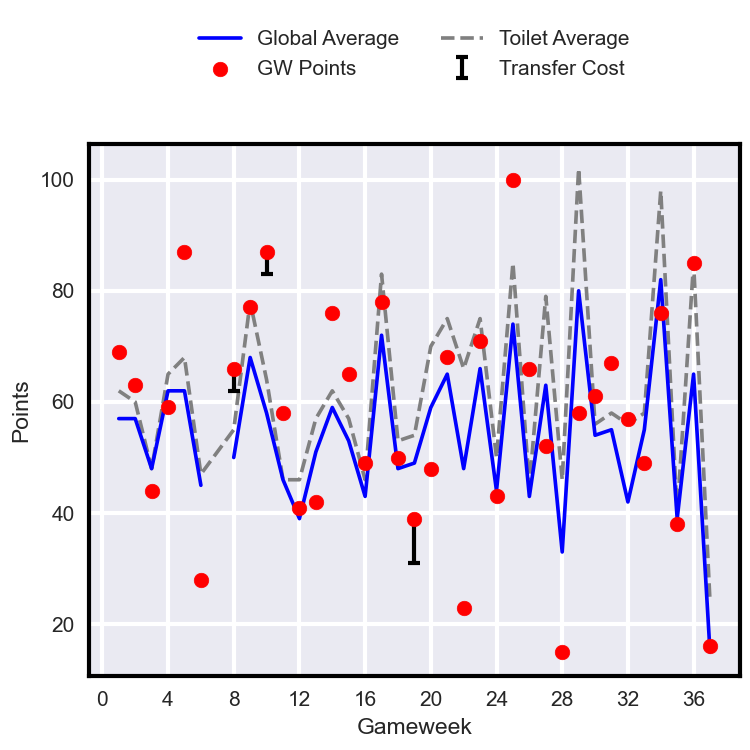 Global Average
Toilet Average
GW Points
Transfer Cost
100
80
60
40
20
Points
0 4 8 12 16 20 24 28 32 36
Gameweek